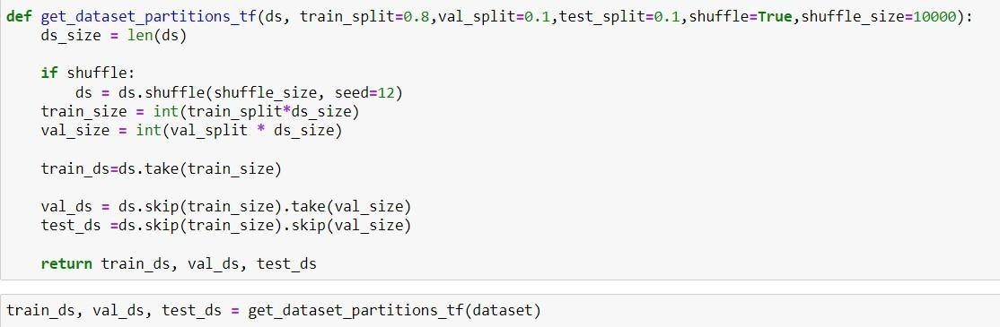 def get_dataset_partitions_tf(ds, train_split=0.8,val_split=0.1,test_split=0.1,shuffle=True,shuffle_size=10000):
    ds_size = len(ds)

    if shuffle:
        ds = ds.shuffle(shuffle_size, seed=12)
    train_size = int(train_split*ds_size)
    val_size = int(val_split * ds_size)

    train_ds=ds.take(train_size)

    val_ds = ds.skip(train_size).take(val_size)
    test_ds =ds.skip(train_size).skip(val_size)

    return train_ds, val_ds, test_ds

train_ds, val_ds, test_ds = get_dataset_partitions_tf(dataset)